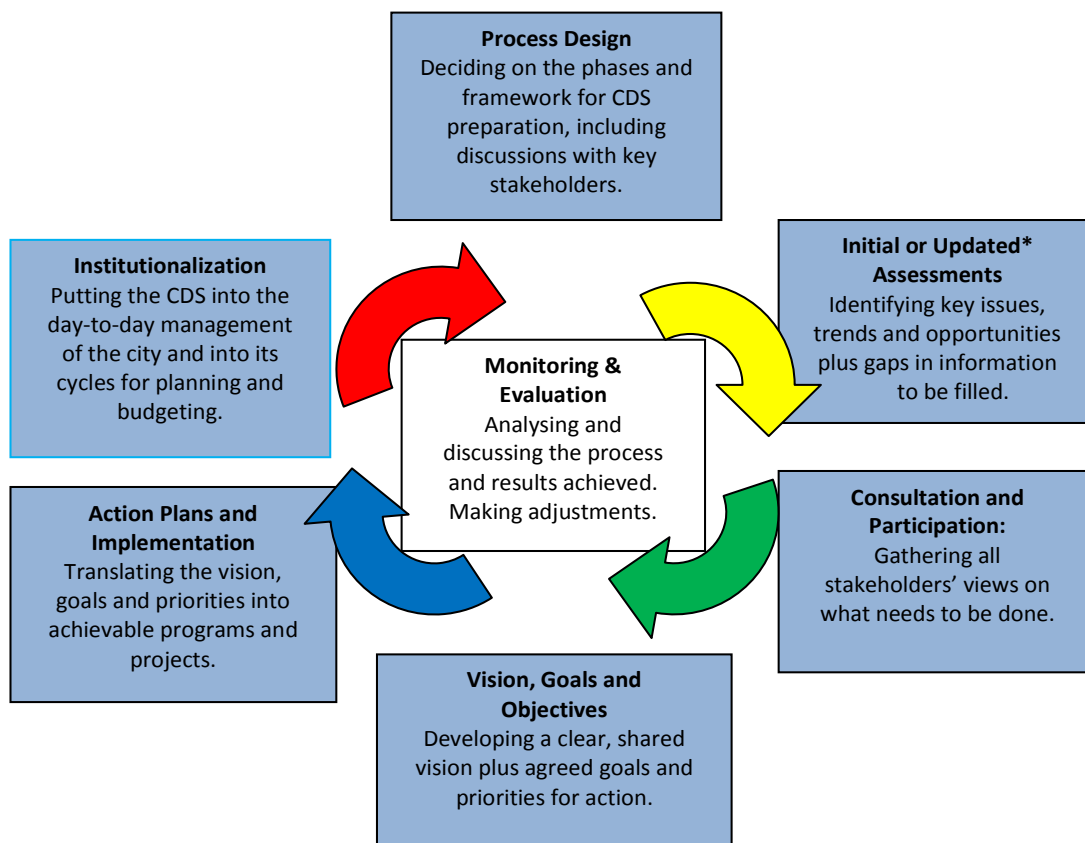 Process Design
Deciding on the phases and
framework for CDS
preparation, including
discussions with key
stakeholders.
Initial or Updated*
Assessments
Identifying key issues,
trends and opportunities
plus gaps in information
to be filled.
Consultation and
Participation:
Gathering all
stakeholders’ views on
what needs to be done.
Vision, Goals and
Objectives
Developing a clear, shared
vision plus agreed goals and
priorities for action.
Action Plans and
Implementation
Translating the vision,
goals and priorities into
achievable programs and
projects.
Institutionalization
Putting the CDS into the
day-to-day management
of the city and into its
cycles for planning and
budgeting.
Monitoring &
Evaluation
Analysing and
discussing the process
and results achieved.
Making adjustments.